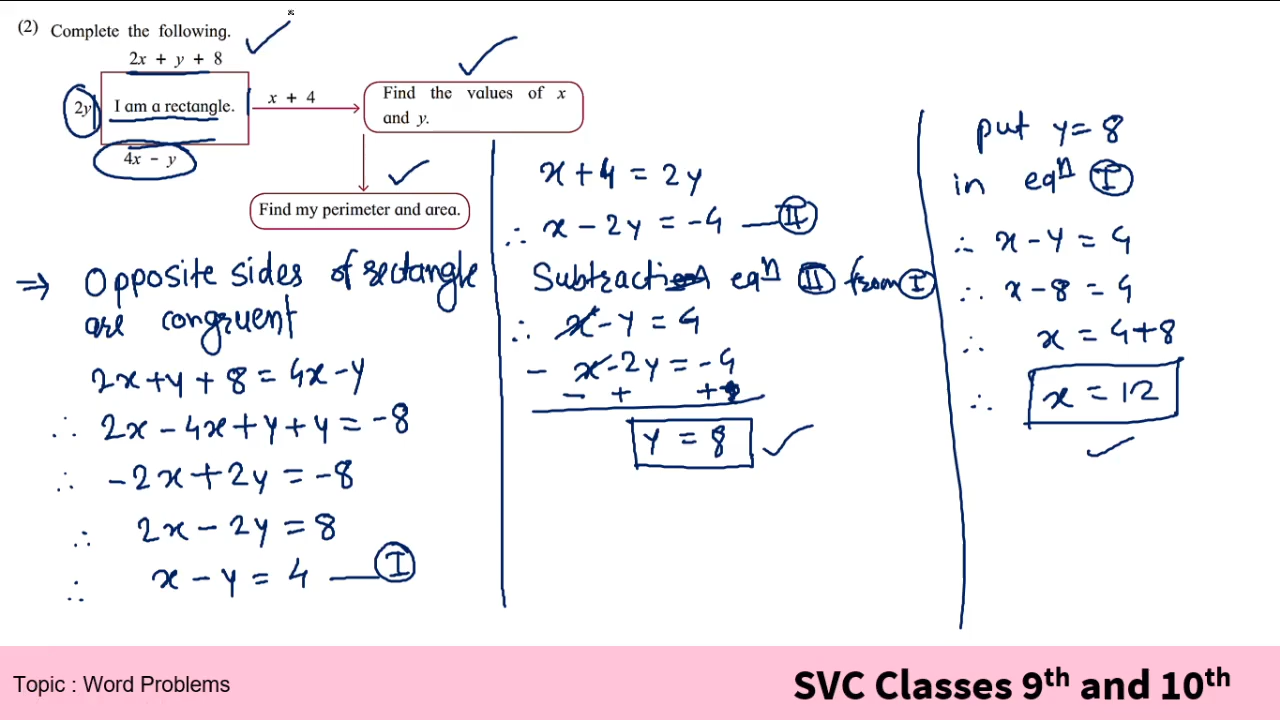 (2) Complete the following.
2x + y + 8
2y
I am a rectangle.
x + 4
4x − y
Find the values of x
and y.
Find my perimeter and area.
⇒ Opposite sides of rectangle
are congruent
2x+y+8=4x−y
∴ 2x−4x+y+y=−8
∴ −2x+2y=−8
∴ 2x−2y=8
∴ x−y=4 — I
x+4=2y
∴ x−2y=−4 — II
Subtraction eqn II from I
∴ x−y=4
− x−2y=−4
− + +
y = 8
put y=8
in eqn I
∴ x−y=4
∴ x−8=4
∴ x=4+8
∴ x=12
Topic : Word Problems
SVC Classes 9th and 10th